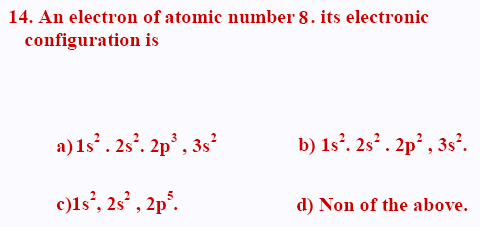 14. An electron of atomic number 8. its electronic
configuration is
a) 1s². 2s². 2p³, 3s²
b) 1s². 2s². 2p², 3s².
c)1s², 2s², 2p⁵.
d) Non of the above.